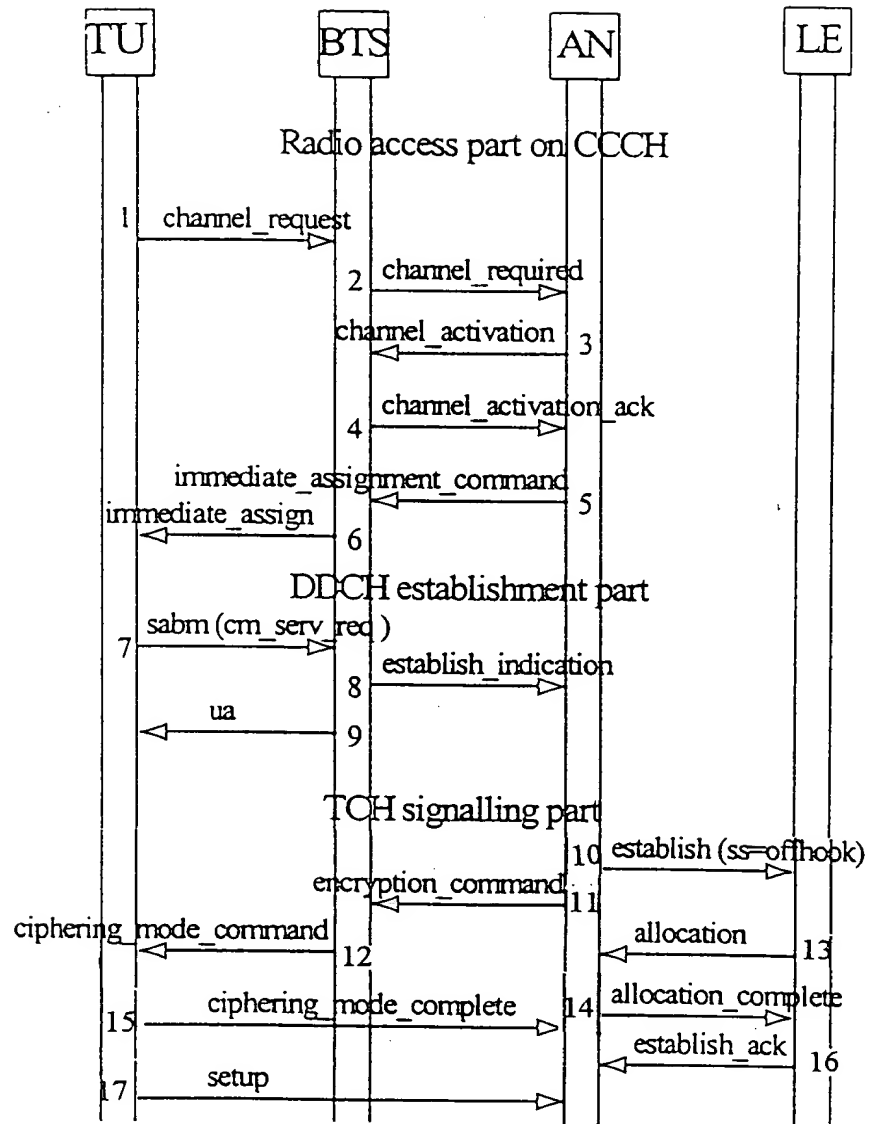 TU BTS AN LE
Radio access part on CCCH
1 channel_request
2 channel_required
channel_activation 3
4 channel_activation_ack
immediate_assignment_command 5
immediate_assign 6
DDCH establishment part
7 sabm (cm_serv_req )
8 establish_indication
ua 9
TCH signalling part
10 establish (ss=offhook)
encryption_command 11
ciphering_mode_command 12
allocation 13
14 allocation_complete
15 ciphering_mode_complete
establish_ack 16
17 setup